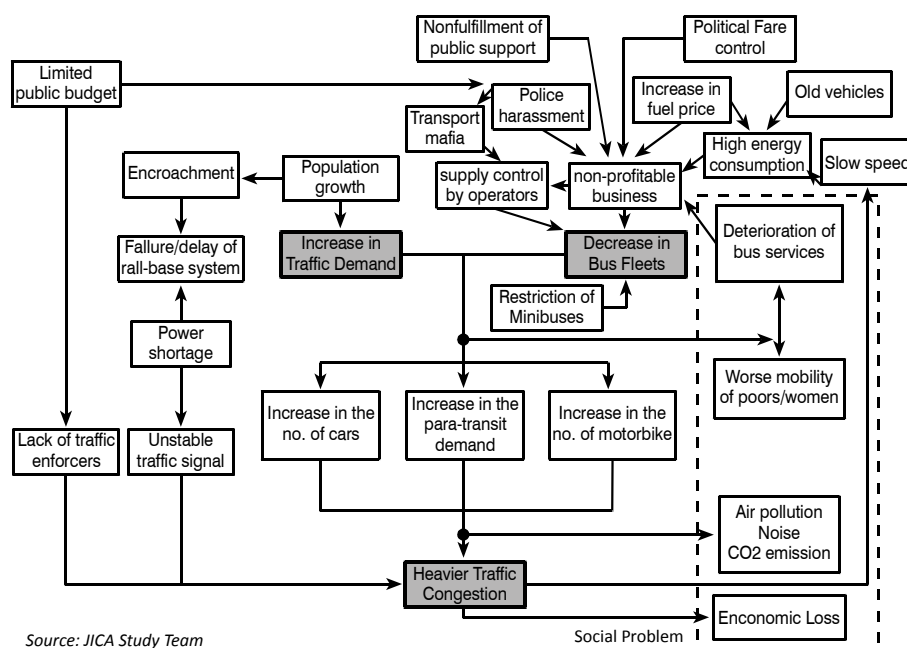 Nonfulfillment of
public support
Political Fare
control
Limited
public budget
Police
harassment
Increase in
fuel price
Old vehicles
Transport
mafia
High energy
consumption
Slow speed
Encroachment
Population
growth
supply control
by operators
non-profitable
business
Fallure/delay of
rall-base system
Increase in
Traffic Demand
Decrease in
Bus Fleets
Deterioration of
bus services
Restriction of
Minibuses
Power
shortage
Worse mobility
of poors/women
Increase in the
no. of cars
Increase in the
para-transit
demand
Increase in the
no. of motorbike
Lack of traffic
enforcers
Unstable
traffic signal
Air pollution
Noise
CO2 emission
Heavier Traffic
Congestion
Enconomic Loss
Source: JICA Study Team
Social Problem